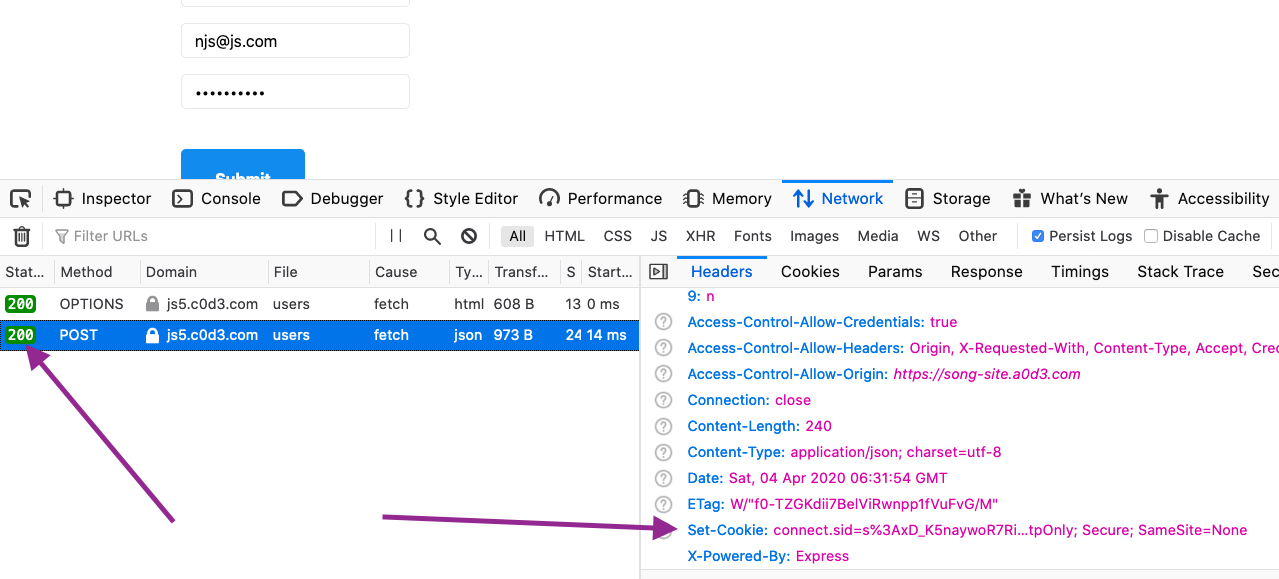 njs@js.com
••••••••••
Submit
Inspector Console Debugger Style Editor Performance Memory Network Storage What's New Accessibility
Filter URLs All HTML CSS JS XHR Fonts Images Media WS Other Persist Logs Disable Cache
Stat... Method Domain File Cause Ty... Transf... S Start...
200 OPTIONS js5.c0d3.com users fetch html 608 B 13 0 ms
200 POST js5.c0d3.com users fetch json 973 B 24 14 ms
Headers Cookies Params Response Timings Stack Trace Sec
9: n
Access-Control-Allow-Credentials: true
Access-Control-Allow-Headers: Origin, X-Requested-With, Content-Type, Accept, Cred
Access-Control-Allow-Origin: https://song-site.a0d3.com
Connection: close
Content-Length: 240
Content-Type: application/json; charset=utf-8
Date: Sat, 04 Apr 2020 06:31:54 GMT
ETag: W/"f0-TZGKdii7BelViRwnpp1fVuFvG/M"
Set-Cookie: connect.sid=s%3AxD_K5naywoR7Ri...tpOnly; Secure; SameSite=None
X-Powered-By: Express